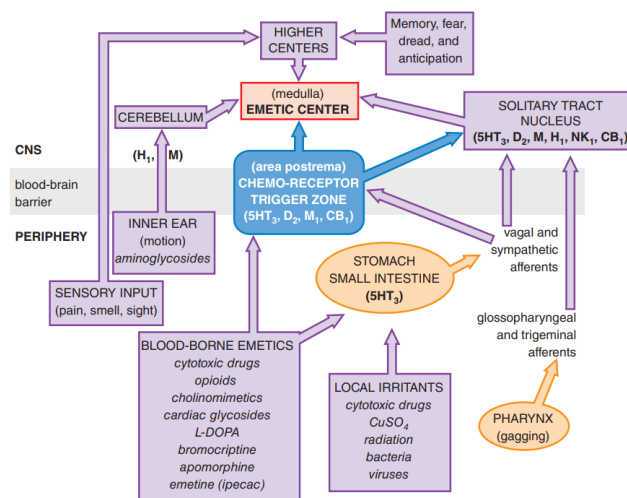 HIGHER
CENTERS
Memory, fear,
dread, and
anticipation
(medulla)
EMETIC CENTER
CEREBELLUM
SOLITARY TRACT
NUCLEUS
(5HT3, D2, M, H1, NK1, CB1)
CNS
(H1, M)
(area postrema)
CHEMO-RECEPTOR
TRIGGER ZONE
(5HT3, D2, M1, CB1)
blood-brain
barrier
PERIPHERY
INNER EAR
(motion)
aminoglycosides
vagal and
sympathetic
afferents
STOMACH
SMALL INTESTINE
(5HT3)
SENSORY INPUT
(pain, smell, sight)
glossopharyngeal
and trigeminal
afferents
BLOOD-BORNE EMETICS
cytotoxic drugs
opioids
cholinomimetics
cardiac glycosides
L-DOPA
bromocriptine
apomorphine
emetine (ipecac)
LOCAL IRRITANTS
cytotoxic drugs
CuSO4
radiation
bacteria
viruses
PHARYNX
(gagging)